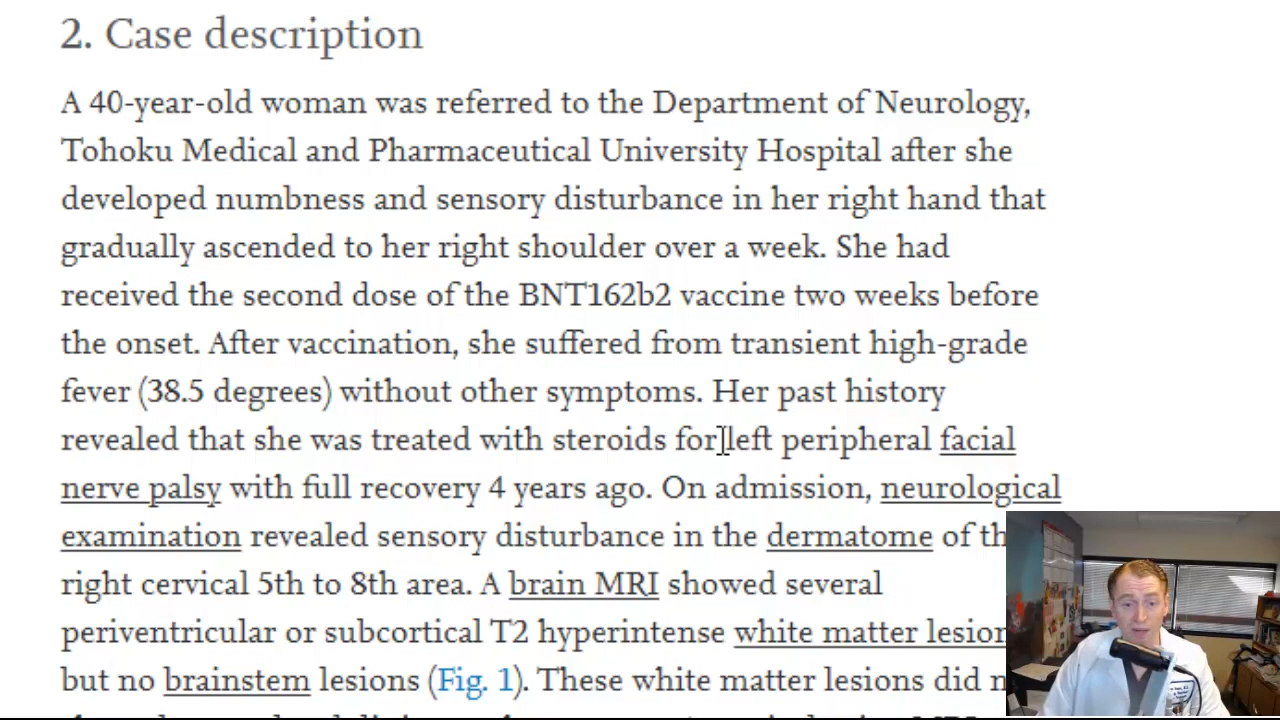 2. Case description
A 40-year-old woman was referred to the Department of Neurology,
Tohoku Medical and Pharmaceutical University Hospital after she
developed numbness and sensory disturbance in her right hand that
gradually ascended to her right shoulder over a week. She had
received the second dose of the BNT162b2 vaccine two weeks before
the onset. After vaccination, she suffered from transient high-grade
fever (38.5 degrees) without other symptoms. Her past history
revealed that she was treated with steroids for left peripheral facial
nerve palsy with full recovery 4 years ago. On admission, neurological
examination revealed sensory disturbance in the dermatome of
right cervical 5th to 8th area. A brain MRI showed several
periventricular or subcortical T2 hyperintense white matter
but no brainstem lesions (Fig. 1). These white matter lesions did